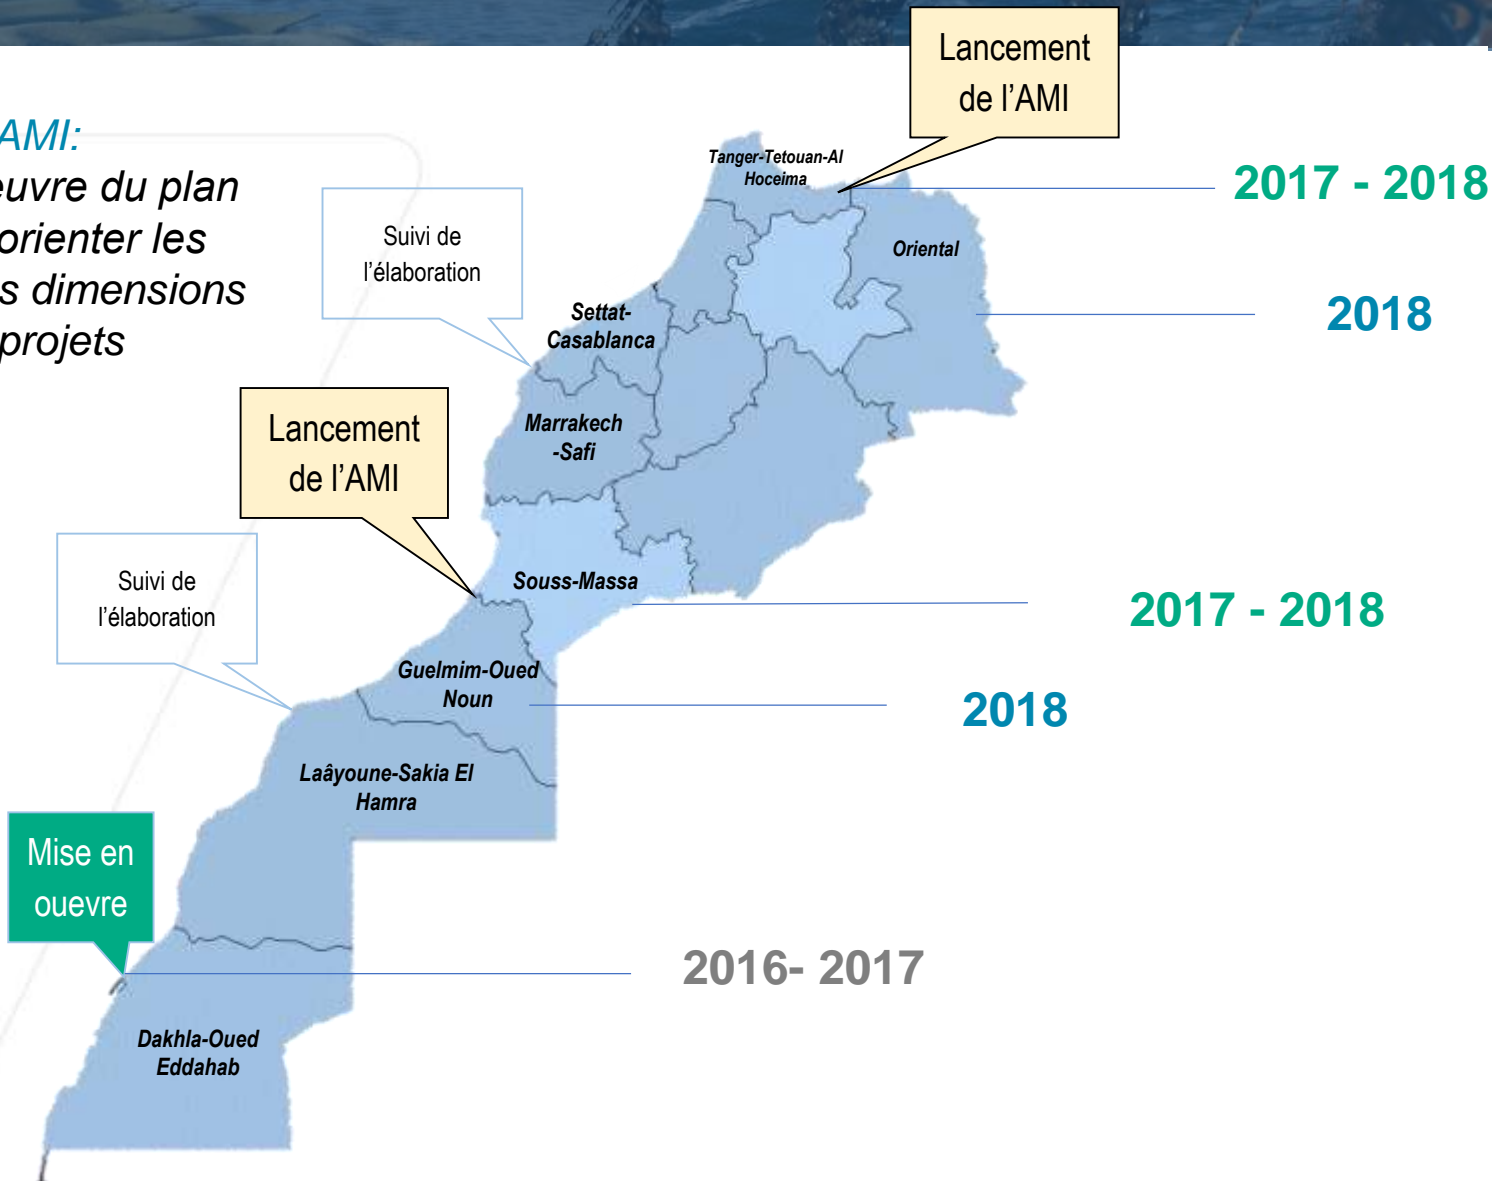 AMI:
euvre du plan
orienter les
s dimensions
projets
Lancement
de l'AMI
Tanger-Tetouan-Al
Hoceima
2017 - 2018
Suivi de
l'élaboration
Oriental
2018
Settat-
Casablanca
Lancement
de l'AMI
Marrakech
-Safi
Suivi de
l'élaboration
Souss-Massa
2017 - 2018
Guelmim-Oued
Noun
2018
Laâyoune-Sakia El
Hamra
Mise en
ouevre
2016- 2017
Dakhla-Oued
Eddahab